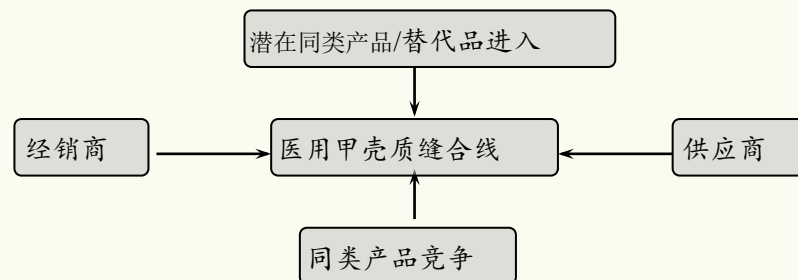 潜在同类产品/替代品进入
经销商
医用甲壳质缝合线
供应商
同类产品竞争